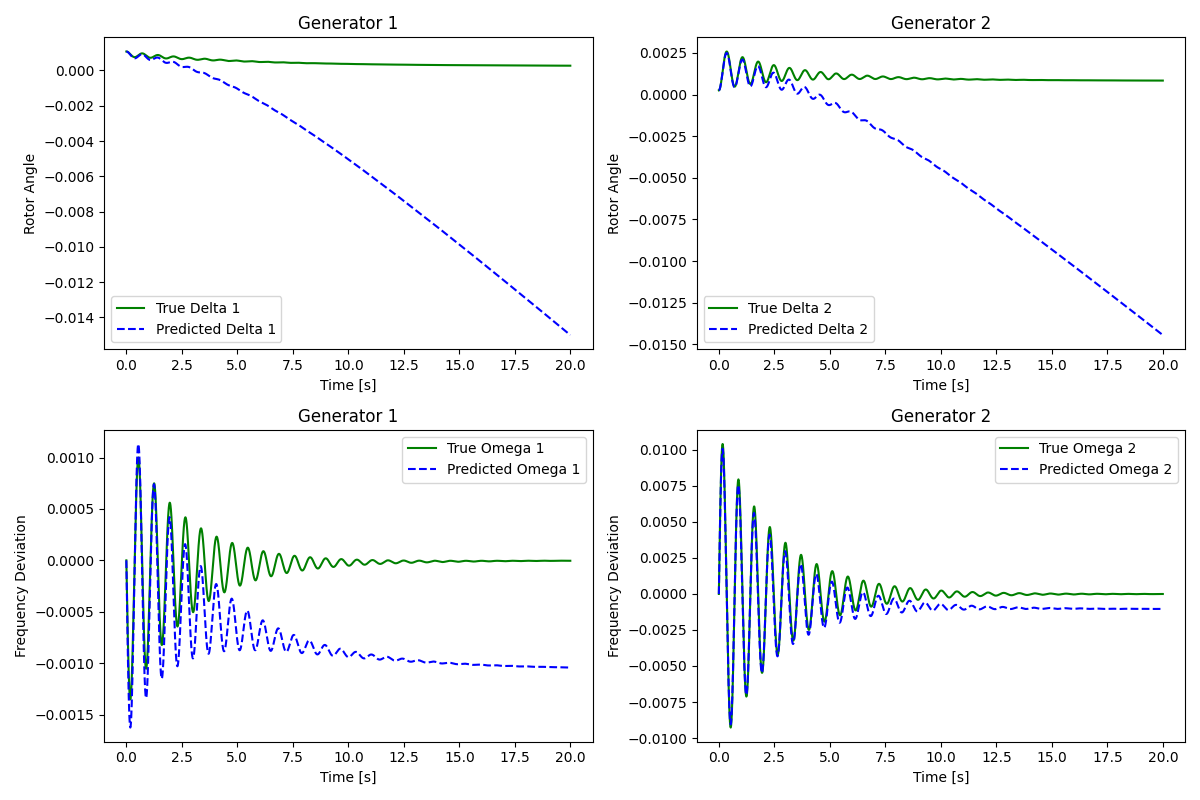 Generator 1
Rotor Angle
0.000
−0.002
−0.004
−0.006
−0.008
−0.010
−0.012
−0.014
True Delta 1
Predicted Delta 1
0.0 2.5 5.0 7.5 10.0 12.5 15.0 17.5 20.0
Time [s]
Generator 2
Rotor Angle
0.0025
0.0000
−0.0025
−0.0050
−0.0075
−0.0100
−0.0125
−0.0150
True Delta 2
Predicted Delta 2
0.0 2.5 5.0 7.5 10.0 12.5 15.0 17.5 20.0
Time [s]
Generator 1
Frequency Deviation
0.0010
0.0005
0.0000
−0.0005
−0.0010
−0.0015
True Omega 1
Predicted Omega 1
0.0 2.5 5.0 7.5 10.0 12.5 15.0 17.5 20.0
Time [s]
Generator 2
Frequency Deviation
0.0100
0.0075
0.0050
0.0025
0.0000
−0.0025
−0.0050
−0.0075
−0.0100
True Omega 2
Predicted Omega 2
0.0 2.5 5.0 7.5 10.0 12.5 15.0 17.5 20.0
Time [s]